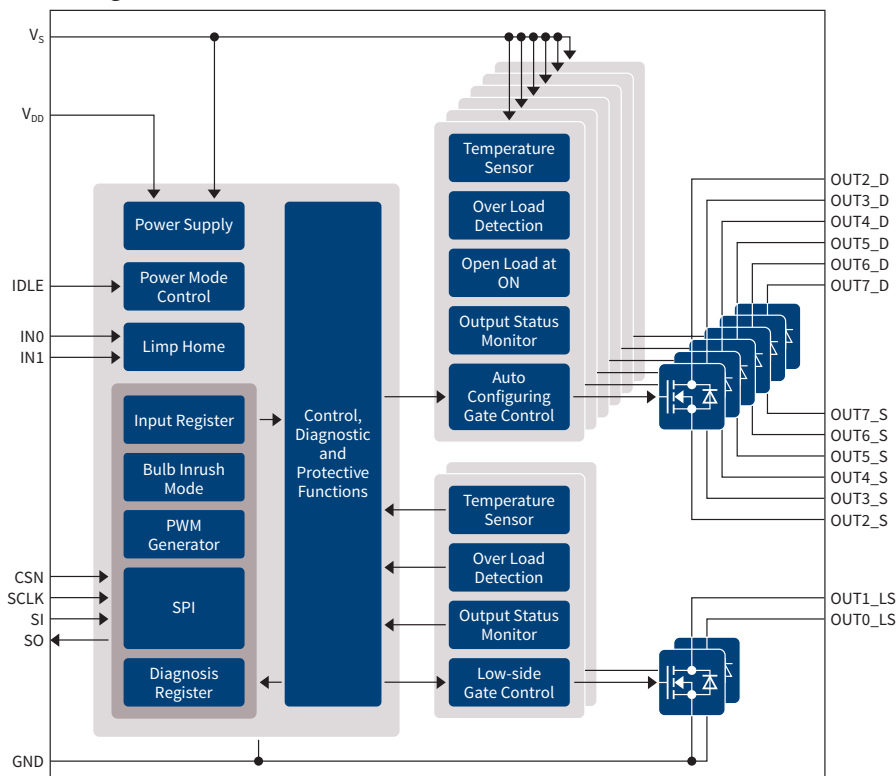 V_S
V_DD
IDLE
IN0
IN1
CSN
SCLK
SI
SO
GND
Power Supply
Power Mode
Control
Limp Home
Input Register
Bulb Inrush
Mode
PWM
Generator
SPI
Diagnosis
Register
Control,
Diagnostic
and
Protective
Functions
Temperature
Sensor
Over Load
Detection
Open Load at
ON
Output Status
Monitor
Auto
Configuring
Gate Control
Temperature
Sensor
Over Load
Detection
Output Status
Monitor
Low-side
Gate Control
OUT2_D
OUT3_D
OUT4_D
OUT5_D
OUT6_D
OUT7_D
OUT7_S
OUT6_S
OUT5_S
OUT4_S
OUT3_S
OUT2_S
OUT1_LS
OUT0_LS